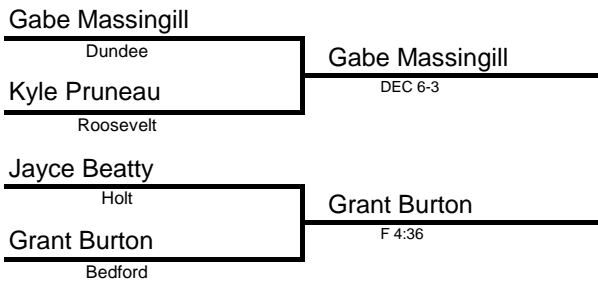 Gabe Massingill
Dundee
Gabe Massingill
DEC 6-3
Kyle Pruneau
Roosevelt
Jayce Beatty
Holt
Grant Burton
F 4:36
Grant Burton
Bedford